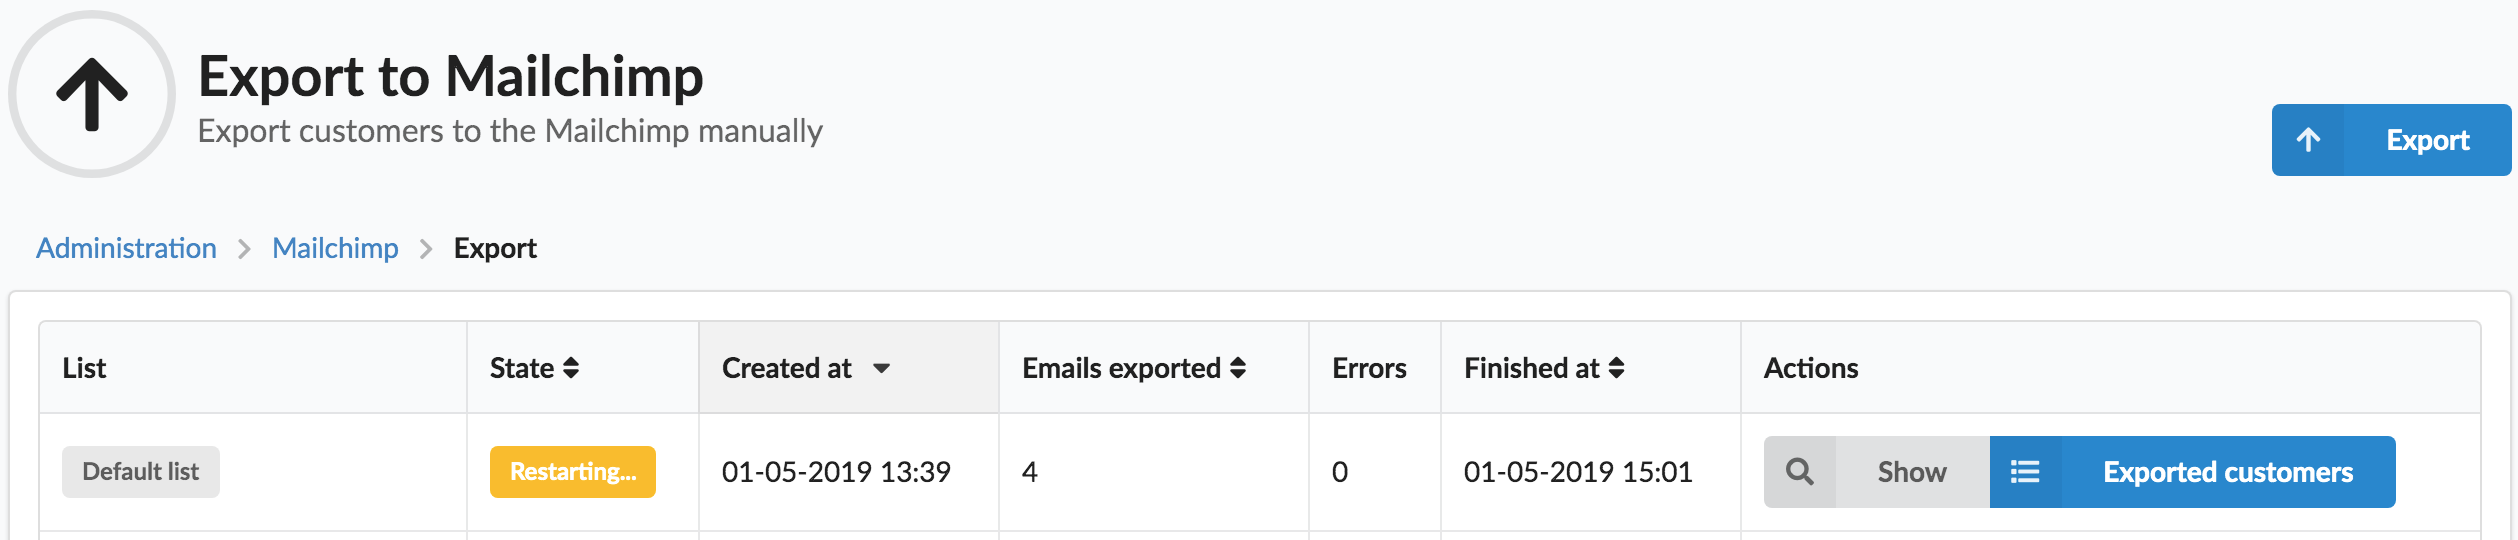 Export to Mailchimp
Export customers to the Mailchimp manually
Export
Administration Mailchimp Export
List State Created at Emails exported Errors Finished at Actions
Default list Restarting... 01-05-2019 13:39 4 0 01-05-2019 15:01 Show Exported customers